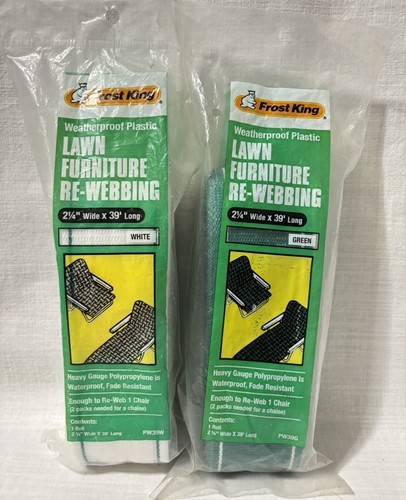 Frost King®
Weatherproof Plastic
LAWN
FURNITURE
RE-WEBBING
2¼" Wide x 39' Long
WHITE
Heavy Gauge Polypropylene is
Waterproof, Fade Resistant
Enough to Re-Web 1 Chair
(2 packs needed for a chaise)
Contents:
1 Roll
2 ¼" Wide X 39' Long
PW39W
Frost King®
Weatherproof Plastic
LAWN
FURNITURE
RE-WEBBING
2¼" Wide x 39' Long
GREEN
Heavy Gauge Polypropylene is
Waterproof, Fade Resistant
Enough to Re-Web 1 Chair
(2 packs needed for a chaise)
Contents:
1 Roll
2 ¼" Wide X 39' Long
PW39G